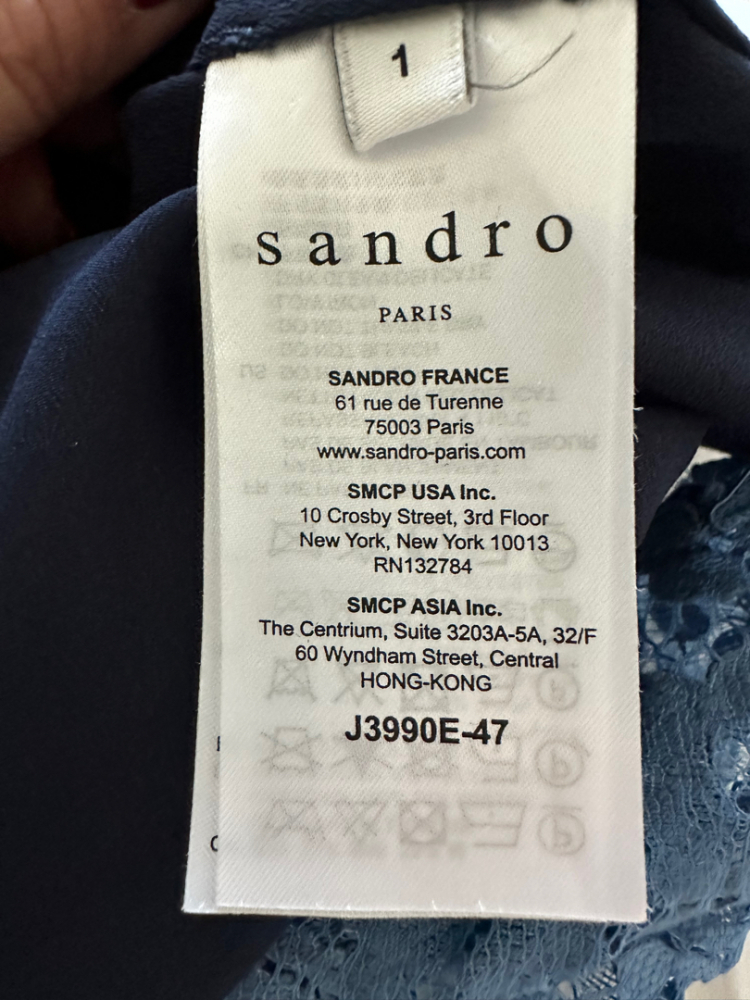 1
sandro
PARIS
SANDRO FRANCE
61 rue de Turenne
75003 Paris
www.sandro-paris.com
SMCP USA Inc.
10 Crosby Street, 3rd Floor
New York, New York 10013
RN132784
SMCP ASIA Inc.
The Centrium, Suite 3203A-5A, 32/F
60 Wyndham Street, Central
HONG-KONG
J3990E-47